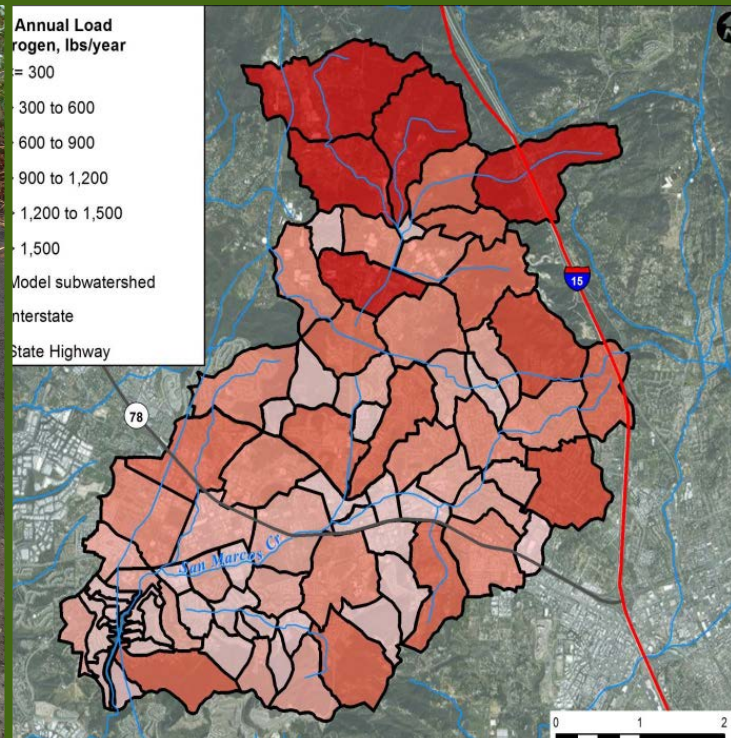 Annual Load
rogen, lbs/year
= 300
300 to 600
600 to 900
900 to 1,200
1,200 to 1,500
1,500
Model subwatershed
nterstate
State Highway
15
78
San Marcos Cr
0 1 2